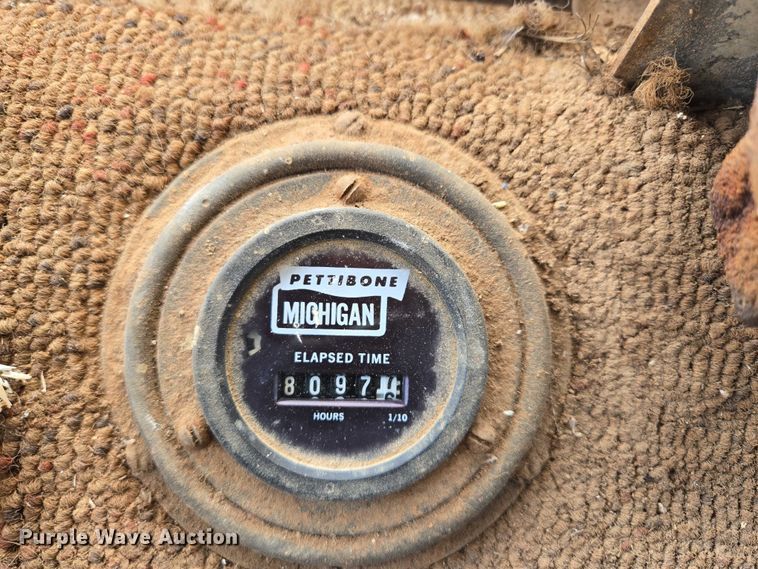 PETTIBONE
MICHIGAN
ELAPSED TIME
8097
HOURS 1/10
Purple Wave Auction